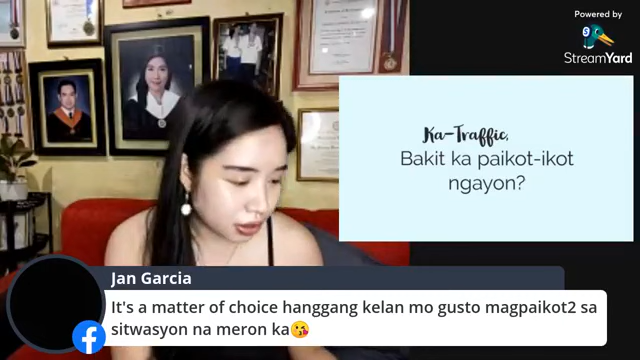 Powered by
StreamYard
Ka-Traffic,
Bakit ka paikot-ikot
ngayon?
Jan Garcia
It's a matter of choice hanggang kelan mo gusto magpaikot2 sa
sitwasyon na meron ka😘